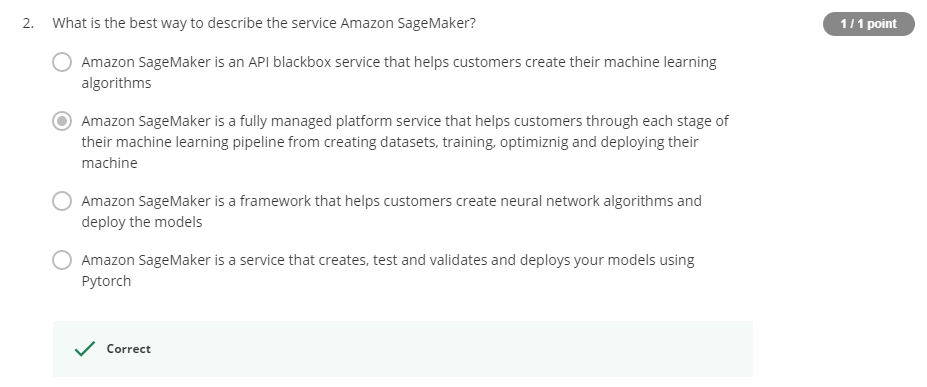 2. What is the best way to describe the service Amazon SageMaker?
1 / 1 point
Amazon SageMaker is an API blackbox service that helps customers create their machine learning
algorithms
Amazon SageMaker is a fully managed platform service that helps customers through each stage of
their machine learning pipeline from creating datasets, training, optimiznig and deploying their
machine
Amazon SageMaker is a framework that helps customers create neural network algorithms and
deploy the models
Amazon SageMaker is a service that creates, test and validates and deploys your models using
Pytorch
Correct